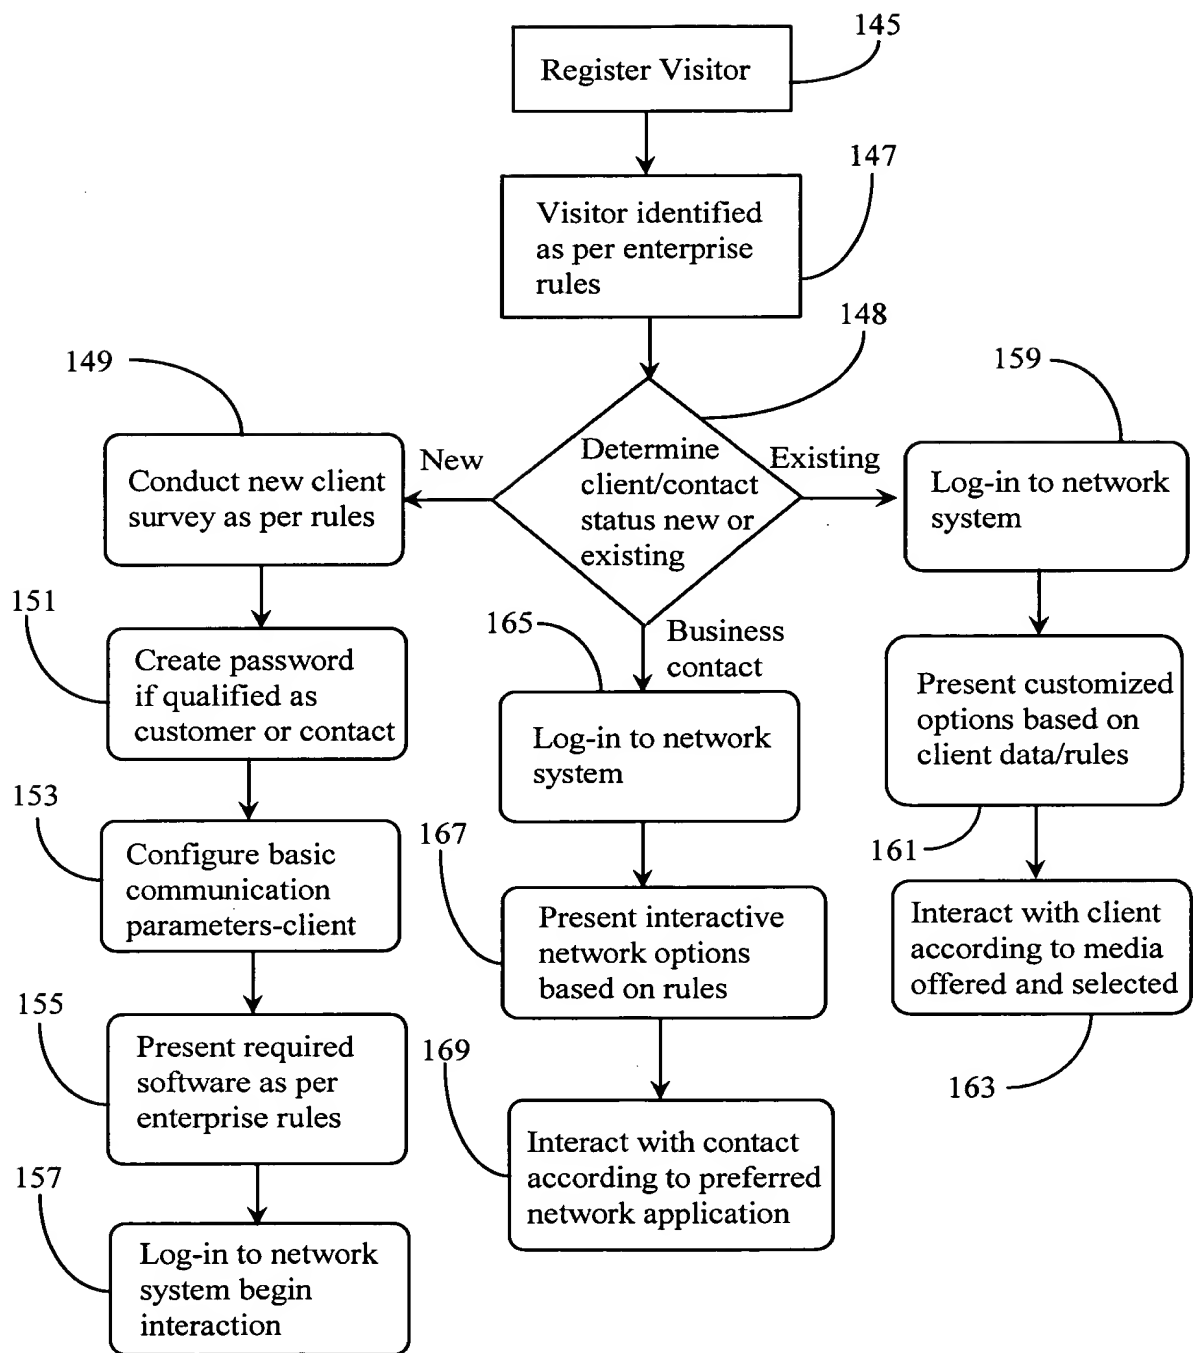 145
Register Visitor
147
Visitor identified
as per enterprise
rules
148
149
159
New
Determine
client/contact
status new or
existing
Existing
Conduct new client
survey as per rules
Log-in to network
system
151
165
Business
contact
Create password
if qualified as
customer or contact
Present customized
options based on
client data/rules
Log-in to network
system
153
167
161
Configure basic
communication
parameters-client
Present interactive
network options
based on rules
Interact with client
according to media
offered and selected
155
169
163
Present required
software as per
enterprise rules
Interact with contact
according to preferred
network application
157
Log-in to network
system begin
interaction